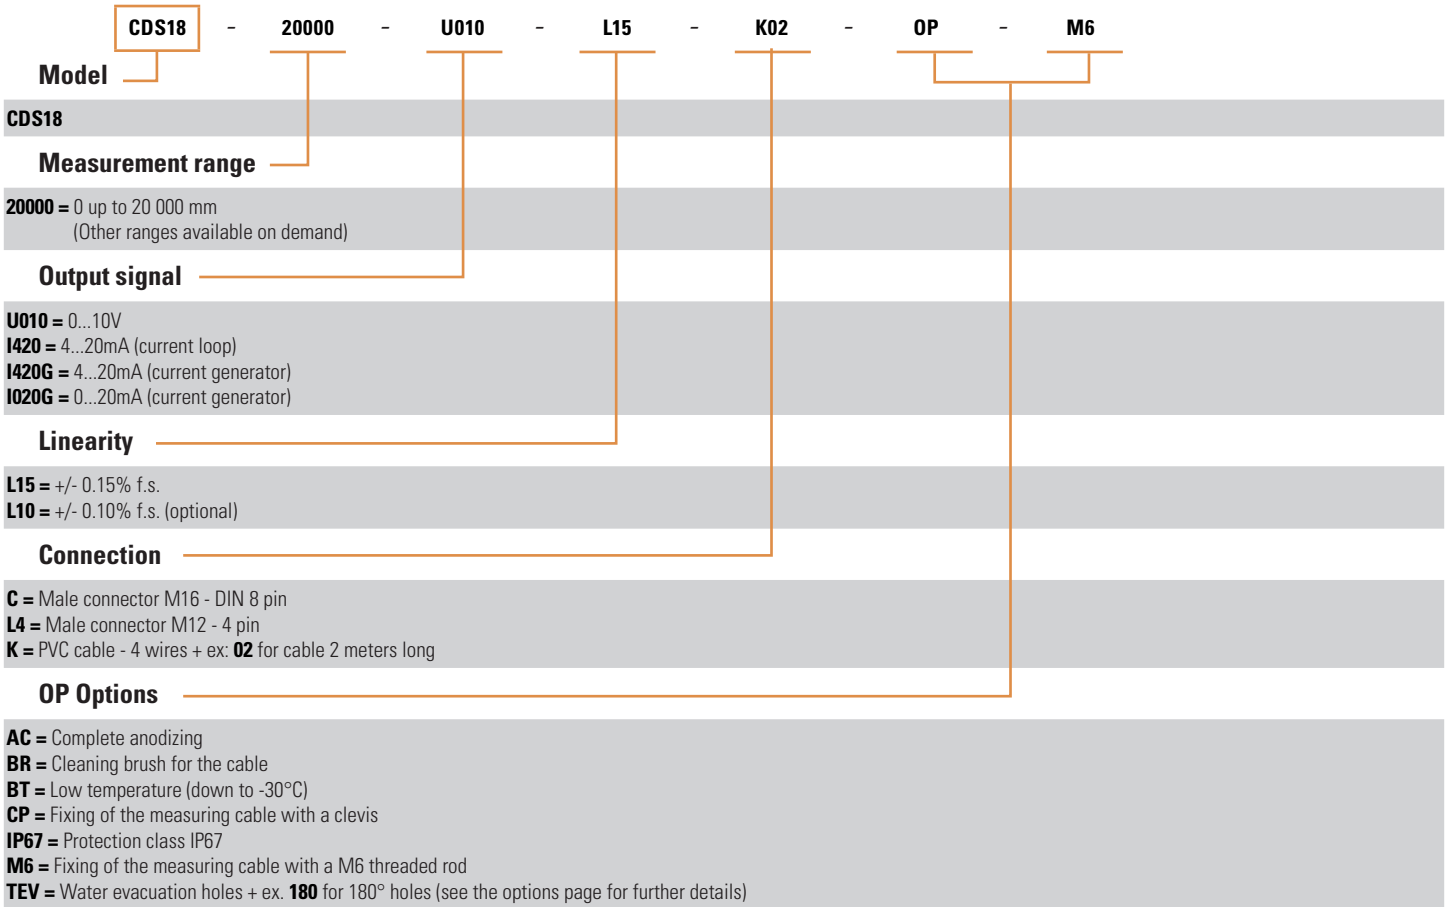 CDS18 - 20000 - U010 - L15 - K02 - OP - M6
Model
CDS18
Measurement range
20000 = 0 up to 20 000 mm
(Other ranges available on demand)
Output signal
U010 = 0...10V
I420 = 4...20mA (current loop)
I420G = 4...20mA (current generator)
I020G = 0...20mA (current generator)
Linearity
L15 = +/- 0.15% f.s.
L10 = +/- 0.10% f.s. (optional)
Connection
C = Male connector M16 - DIN 8 pin
L4 = Male connector M12 - 4 pin
K = PVC cable - 4 wires + ex: 02 for cable 2 meters long
OP Options
AC = Complete anodizing
BR = Cleaning brush for the cable
BT = Low temperature (down to -30°C)
CP = Fixing of the measuring cable with a clevis
IP67 = Protection class IP67
M6 = Fixing of the measuring cable with a M6 threaded rod
TEV = Water evacuation holes + ex. 180 for 180° holes (see the options page for further details)